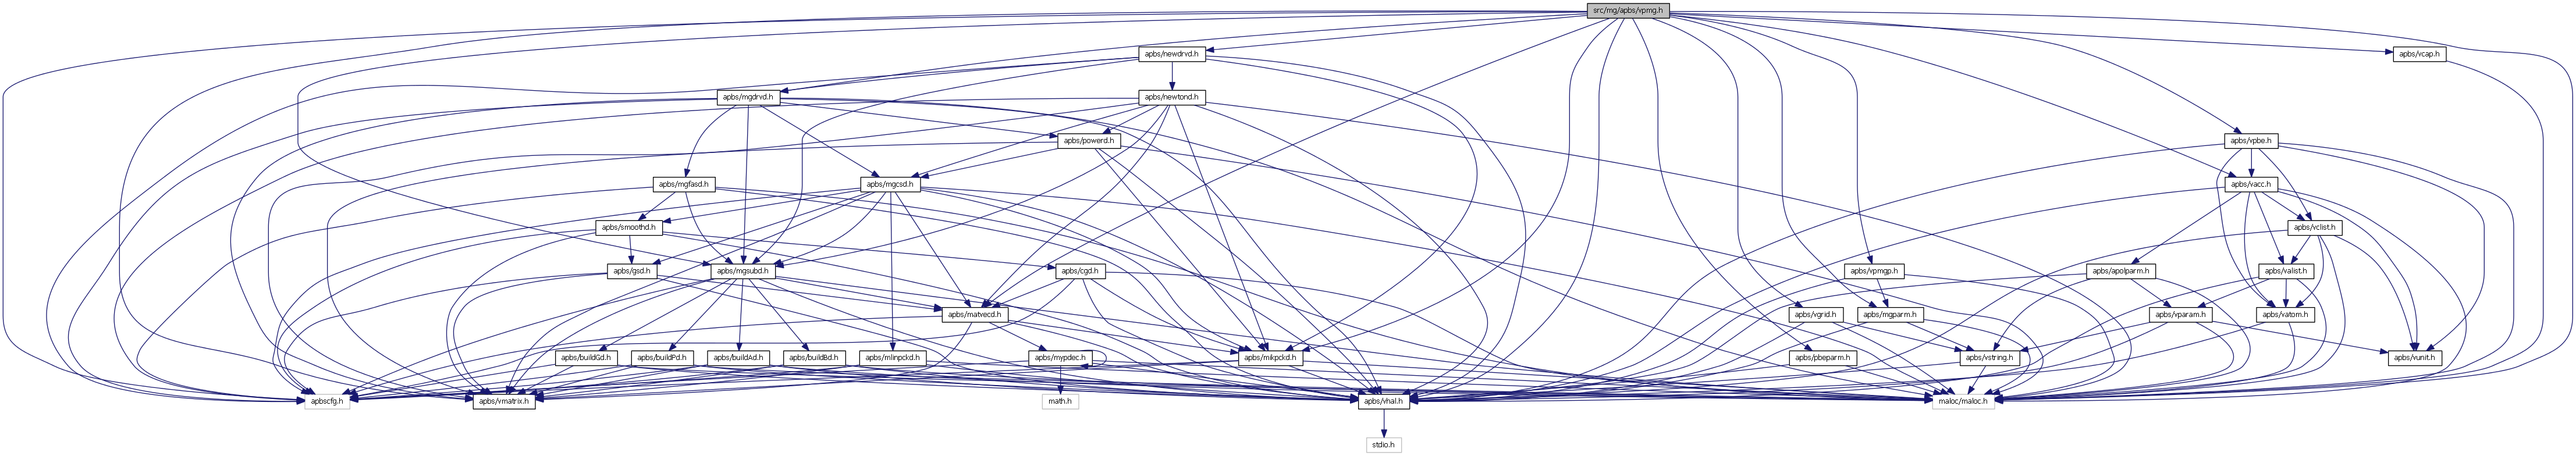 src/mg/apbs/vpmg.h
apbs/newdrvd.h
apbs/vcap.h
apbs/mgdrvd.h
apbs/newtond.h
apbs/powerd.h
apbs/vpbe.h
apbs/mgfasd.h
apbs/mgcsd.h
apbs/vacc.h
apbs/smoothd.h
apbs/vclist.h
apbs/gsd.h
apbs/mgsubd.h
apbs/cgd.h
apbs/vpmgp.h
apbs/apolparm.h
apbs/valist.h
apbs/matvecd.h
apbs/vgrid.h
apbs/mgparm.h
apbs/vparam.h
apbs/vatom.h
apbs/buildGd.h
apbs/buildPd.h
apbs/buildAd.h
apbs/buildBd.h
apbs/mlinpckd.h
apbs/mypdec.h
apbs/mikpckd.h
apbs/pbeparm.h
apbs/vstring.h
apbs/vunit.h
apbscfg.h
apbs/vmatrix.h
math.h
apbs/vhal.h
maloc/maloc.h
stdio.h